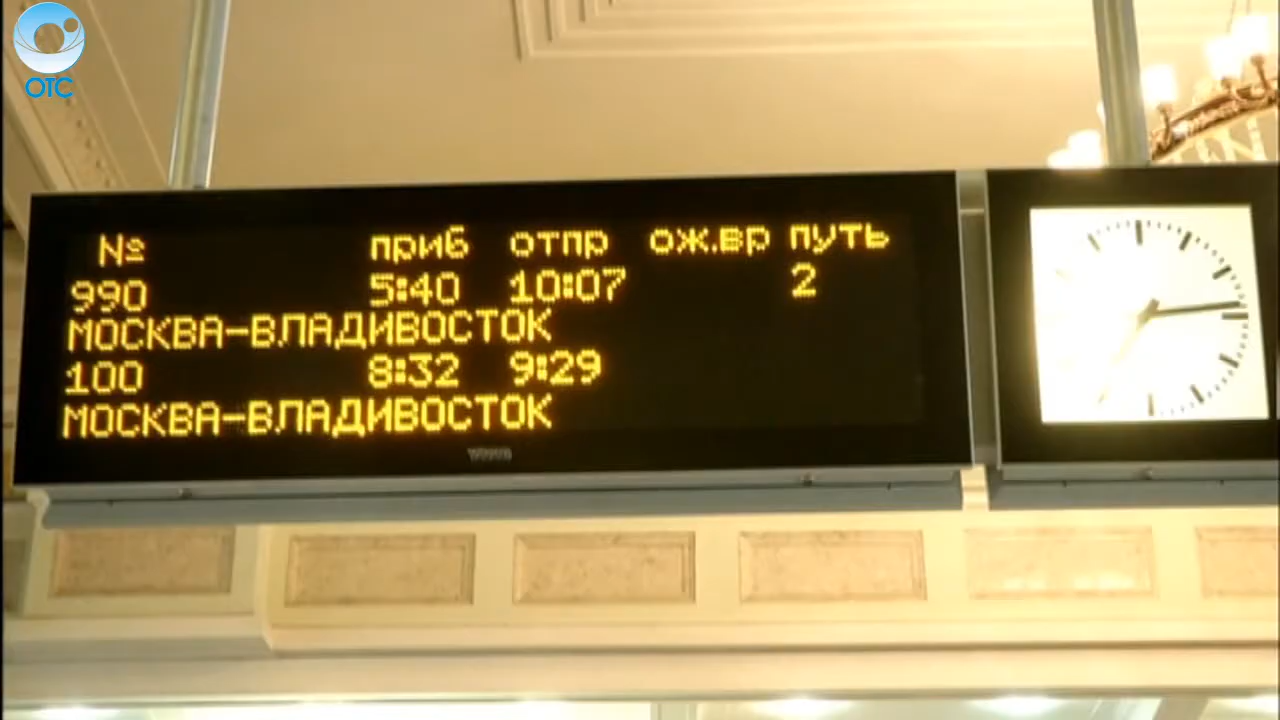 ОТС
№ приб отпр ож.вр путь
990 5:40 10:07 2
МОСКВА-ВЛАДИВОСТОК
100 8:32 9:29
МОСКВА-ВЛАДИВОСТОК